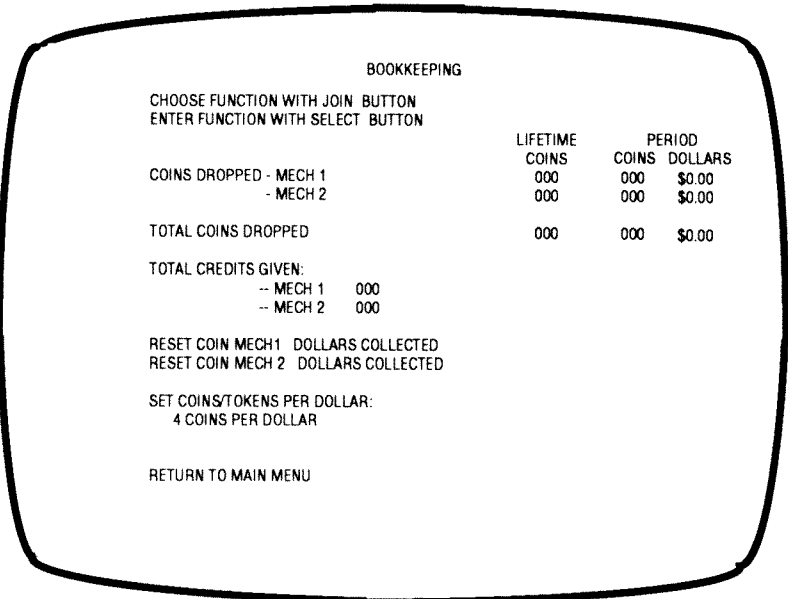 BOOKKEEPING
CHOOSE FUNCTION WITH JOIN BUTTON
ENTER FUNCTION WITH SELECT BUTTON
LIFETIME PERIOD
COINS COINS DOLLARS
COINS DROPPED - MECH 1 000 000 $0.00
- MECH 2 000 000 $0.00
TOTAL COINS DROPPED 000 000 $0.00
TOTAL CREDITS GIVEN:
-- MECH 1 000
-- MECH 2 000
RESET COIN MECH1 DOLLARS COLLECTED
RESET COIN MECH 2 DOLLARS COLLECTED
SET COINS/TOKENS PER DOLLAR:
4 COINS PER DOLLAR
RETURN TO MAIN MENU